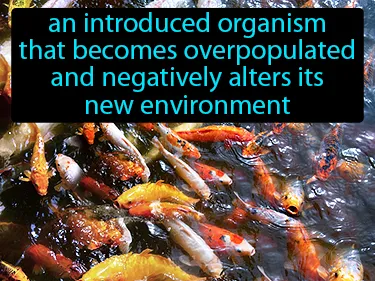 an introduced organism
that becomes overpopulated
and negatively alters its
new environment